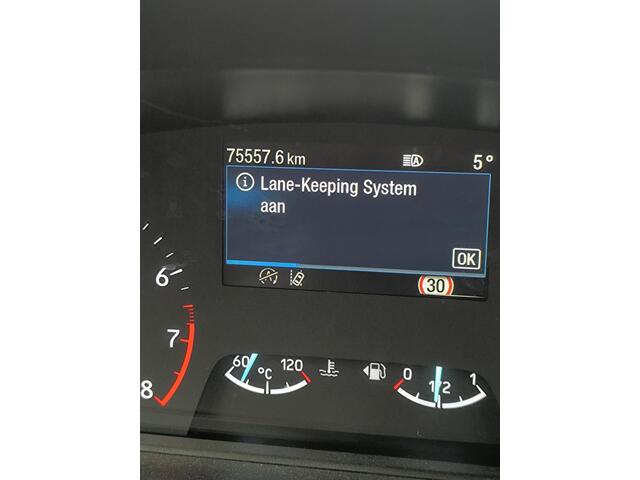 75557.6 km A 5°
Lane-Keeping System
aan
OK
6
7
8
30
60 °C 120
0 1/2 1